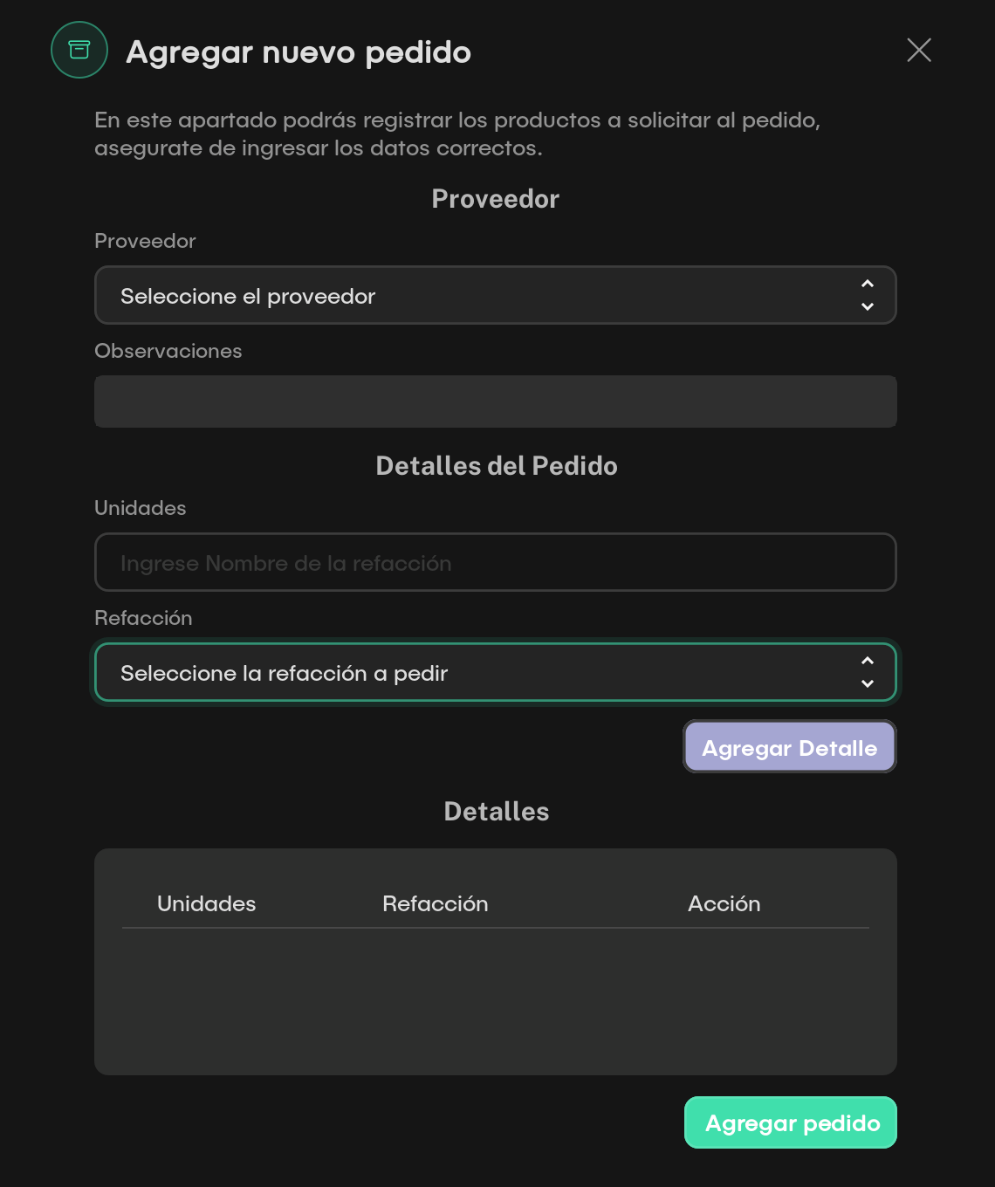 Agregar nuevo pedido
En este apartado podrás registrar los productos a solicitar al pedido,
asegurate de ingresar los datos correctos.
Proveedor
Proveedor
Seleccione el proveedor
Observaciones
Detalles del Pedido
Unidades
Ingrese Nombre de la refacción
Refacción
Seleccione la refacción a pedir
Agregar Detalle
Detalles
Unidades Refacción Acción
Agregar pedido